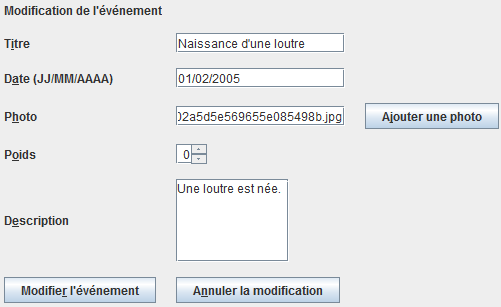 Modification de l'événement
Titre Naissance d'une loutre
Date (JJ/MM/AAAA) 01/02/2005
Photo 02a5d5e569655e085498b.jpg Ajouter une photo
Poids 0
Une loutre est née.
Description
Modifier l'événement Annuler la modification